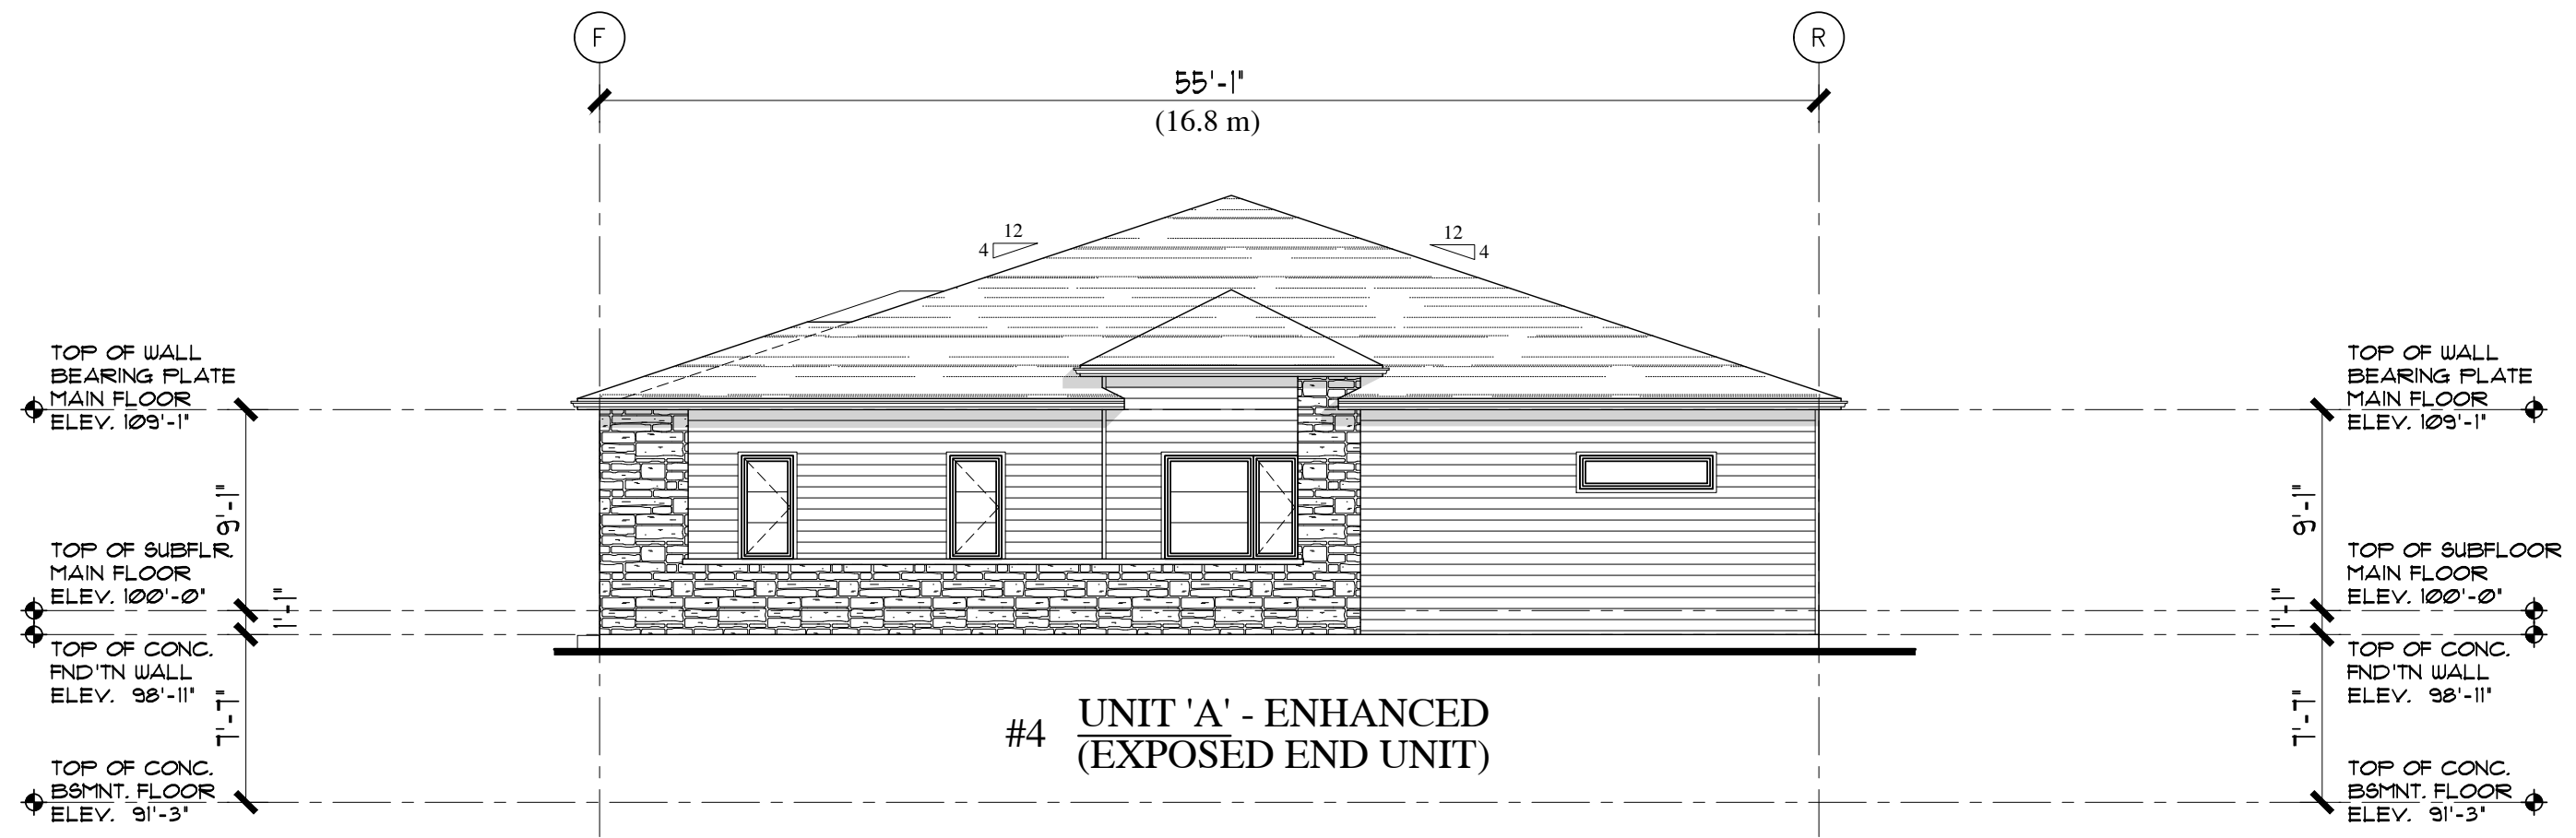 F
R
55'-1"
(16.8 m)
12
4
12
4
TOP OF WALL
BEARING PLATE
MAIN FLOOR
ELEV. 109'-1"
9'-1"
TOP OF SUBFLR.
MAIN FLOOR
ELEV. 100'-0"
1'-1"
TOP OF CONC.
FND'TN WALL
ELEV. 98'-11"
7'-7"
TOP OF CONC.
BSMNT. FLOOR
ELEV. 91'-3"
TOP OF WALL
BEARING PLATE
MAIN FLOOR
ELEV. 109'-1"
9'-1"
TOP OF SUBFLOOR
MAIN FLOOR
ELEV. 100'-0"
1'-1"
TOP OF CONC.
FND'TN WALL
ELEV. 98'-11"
7'-7"
TOP OF CONC.
BSMNT. FLOOR
ELEV. 91'-3"
#4 UNIT 'A' - ENHANCED
(EXPOSED END UNIT)